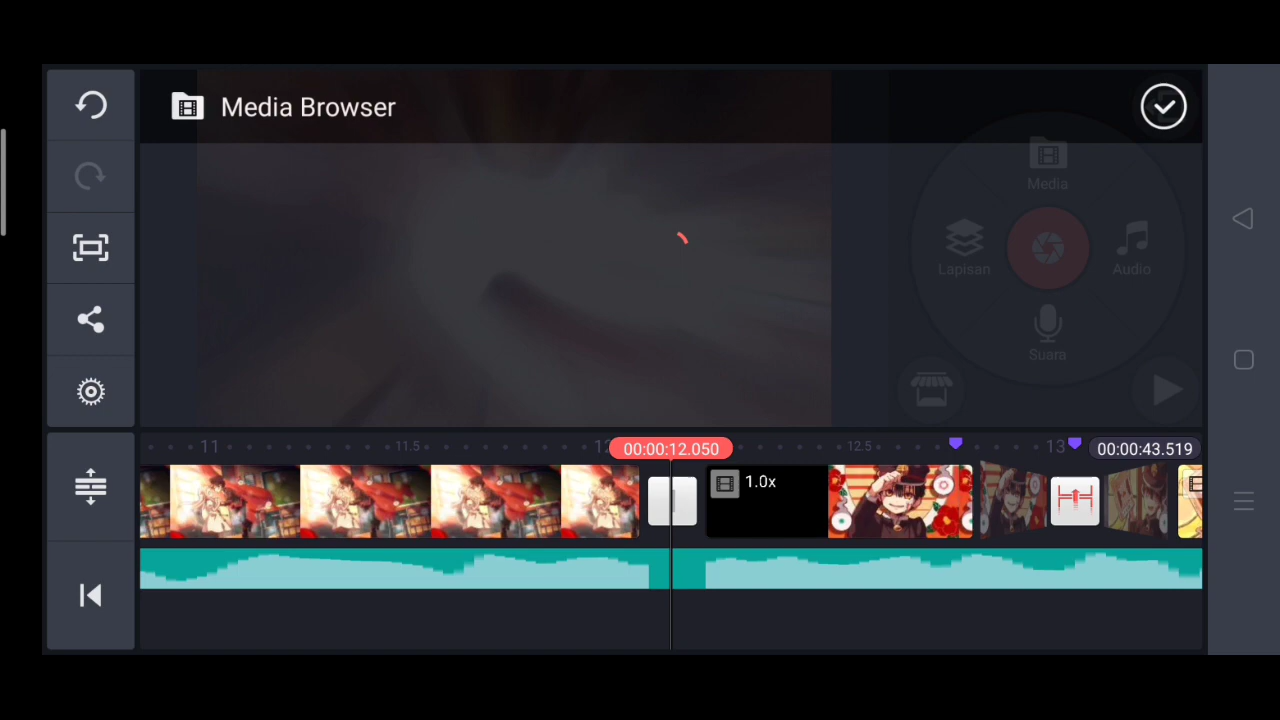 Media Browser
Media
Lapisan
Audio
Suara
11
11.5
12
00:00:12.050
12.5
13
00:00:43.519
1.0x